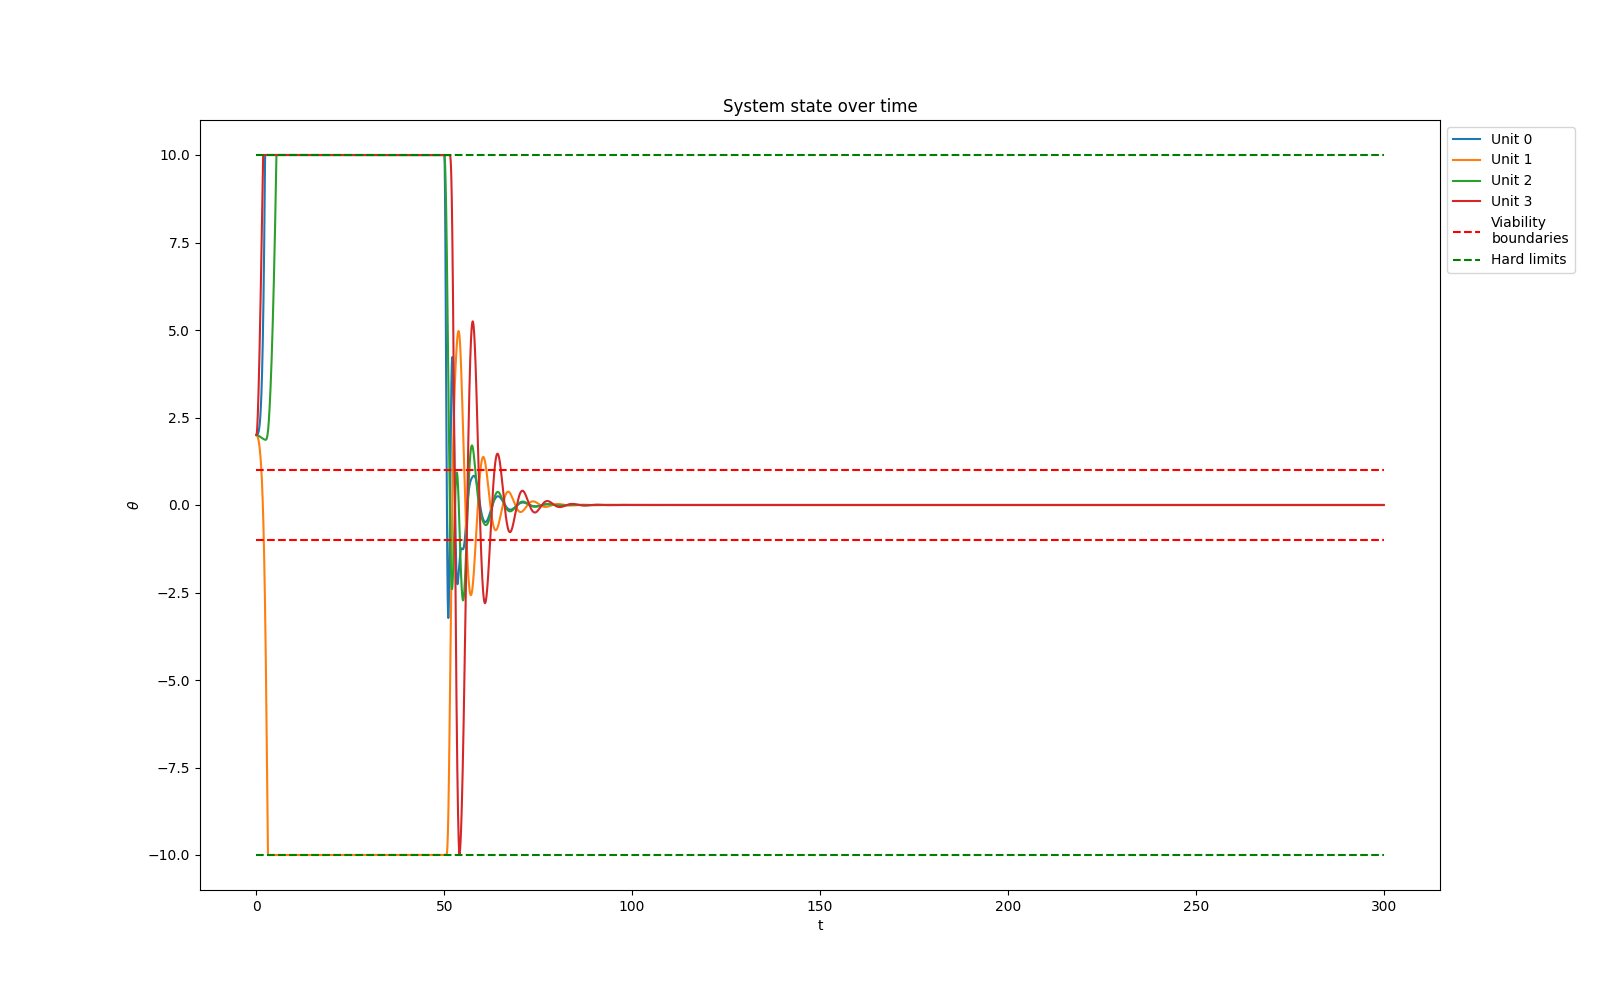 System state over time
10.0
7.5
5.0
2.5
0.0
−2.5
−5.0
−7.5
−10.0
θ
0
50
100
150
200
250
300
t
Unit 0
Unit 1
Unit 2
Unit 3
Viability
boundaries
Hard limits